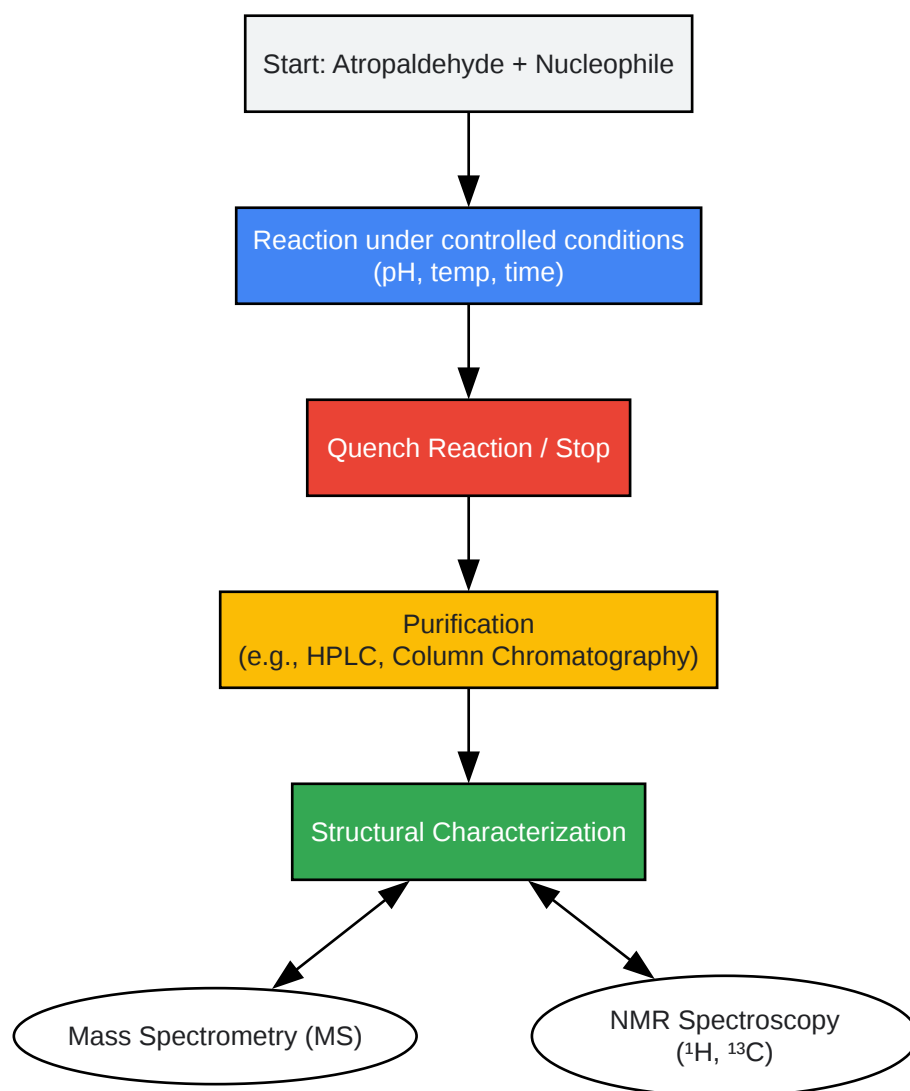 Start: Atropaldehyde + Nucleophile
Reaction under controlled conditions
(pH, temp, time)
Quench Reaction / Stop
Purification
(e.g., HPLC, Column Chromatography)
Structural Characterization
Mass Spectrometry (MS)
NMR Spectroscopy
(¹H, ¹³C)